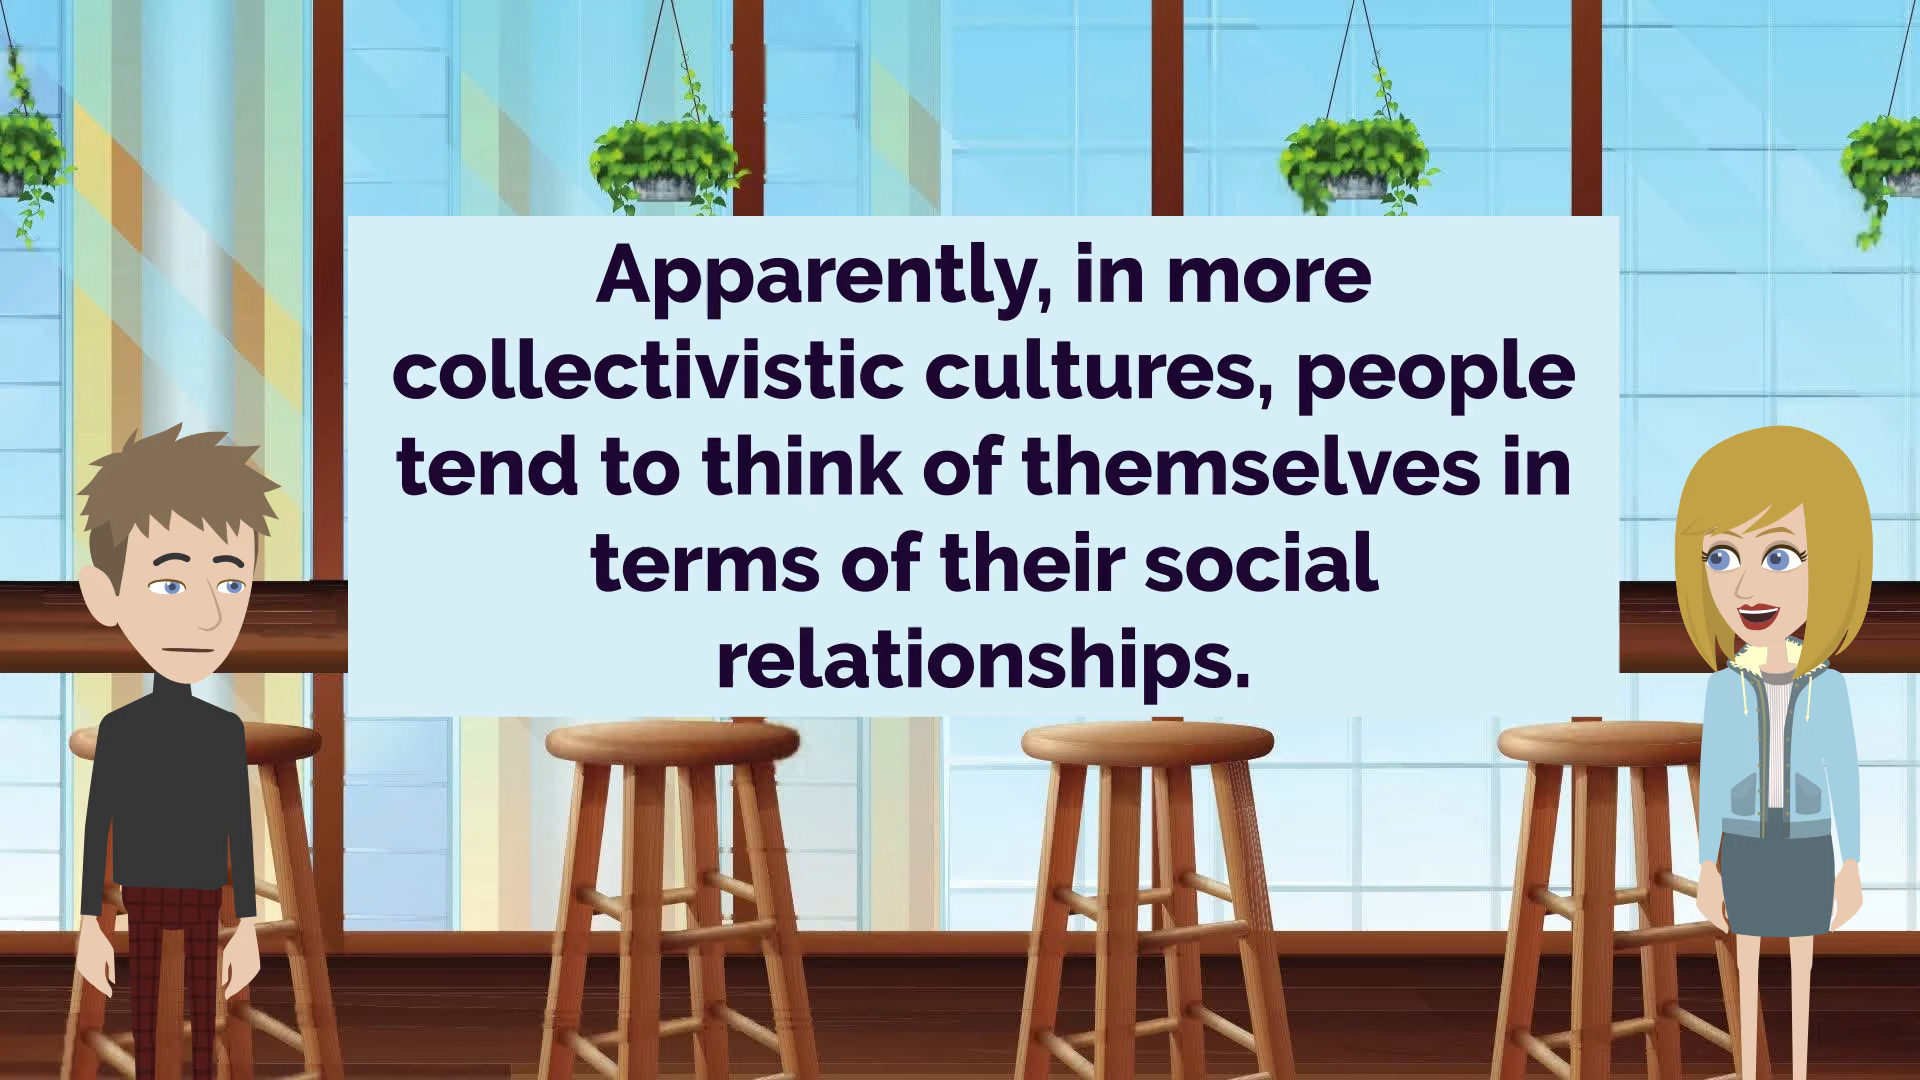 Apparently, in more
collectivistic cultures, people
tend to think of themselves in
terms of their social
relationships.